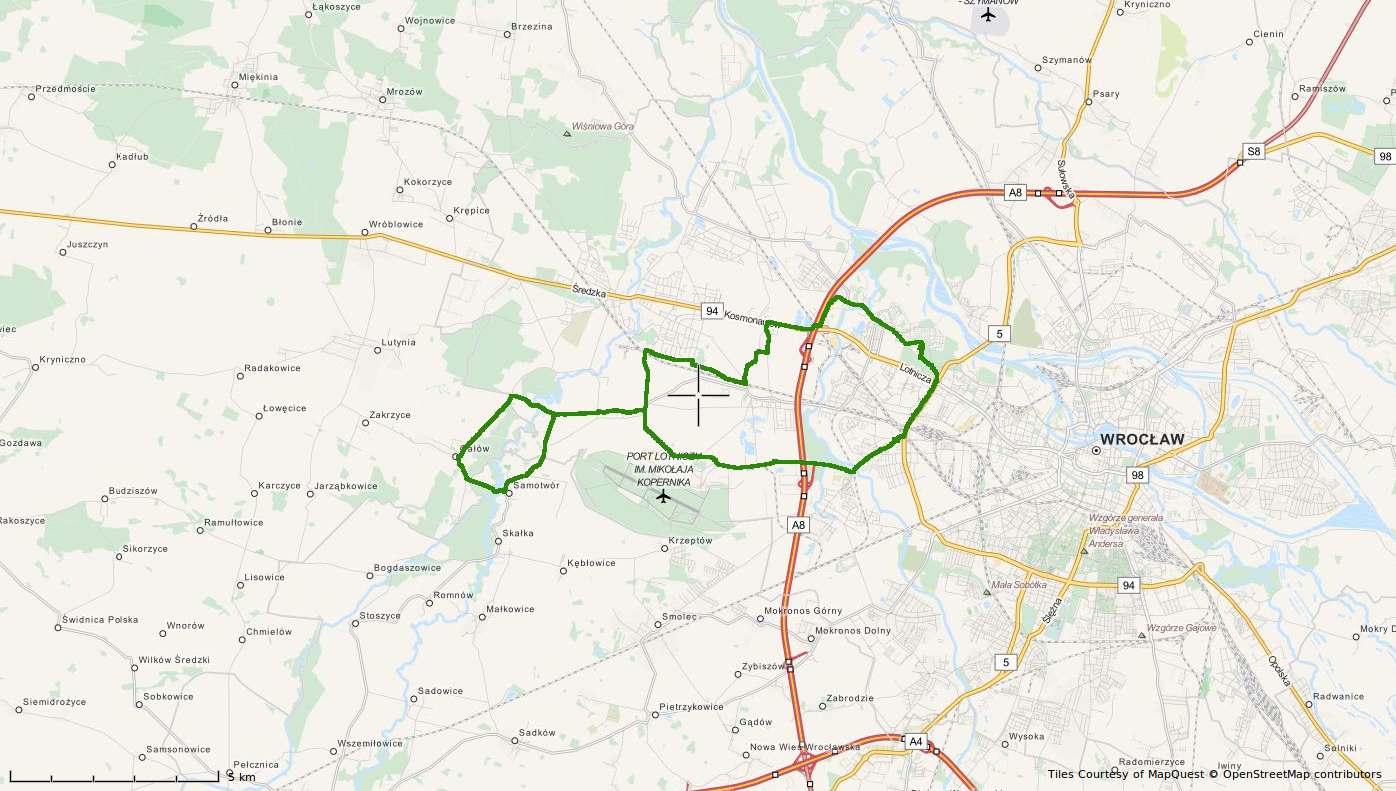 - SZYMANÓW
Kryniczno
Łąkoszyce
Wojnowice
Brzezina
Cienin
Szymanów
Miękinia
Przedmoście
Mrozów
Psary
Ramiszów
Wiśniowa Góra
S8
98
Kadłub
Sułowska
Kokorzyce
A8
Krępice
Źródła
Błonie
Wróblowice
Juszczyn
Średzka
94
Kosmonautów
5
Lutynia
Kryniczno
Radakowice
Lotnicza
Łowęcice
Zakrzyce
Gozdawa
WROCŁAW
Gałów
PORT LOTNICZY
IM. MIKOŁAJA
KOPERNIKA
98
Karczyce
Jarząbkowice
Samotwór
Budziszów
Rakoszyce
Ramułtowice
A8
Wzgórze generała
Władysława
Andersa
Skałka
Krzeptów
Sikorzyce
Kębłowice
Bogdaszowice
Lisowice
Mała Sobótka
94
Romnów
Małkowice
Stoszyce
Mokronos Górny
Ślężna
Świdnica Polska
Wnorów
Chmielów
Smolec
Mokronos Dolny
Wzgórze Gajowe
Mokry D
Wilków Średzki
Zybiszów
5
Opolska
Sobkowice
Sadowice
Siemidrożyce
Zabrodzie
Radwanice
Pietrzykowice
Gądów
Sadków
A4
Wysoka
Wszemiłowice
Nowa Wieś Wrocławska
Samsonowice
Solniki
Pełcznica
Radomierzyce
Iwiny
5 km
Tiles Courtesy of MapQuest © OpenStreetMap contributors